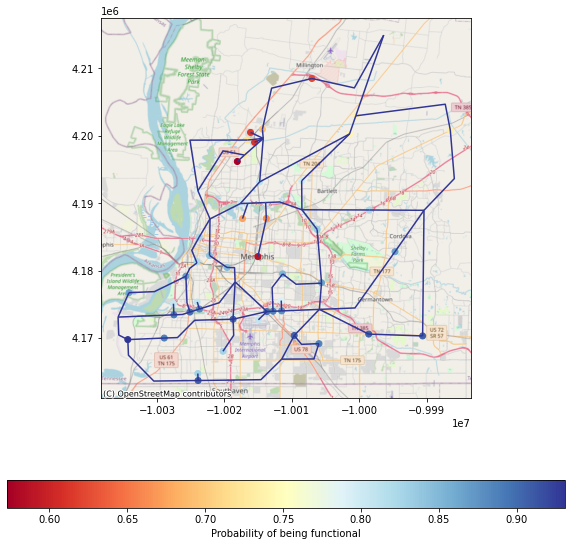 1e6
4.21
4.20
4.19
4.18
4.17
Millington
Meeman-
Shelby
Forest State
Park
Eagle Lake
Refuge
Wildlife
Management
Area
TN 385
TN 204
Bartlett
Memphis
phis
Shelby
Farms
Park
Cordova
TN 177
President's
Island Wildlife
Management
Area
Germantown
TN 385
US 72
SR 57
US 61
TN 175
Memphis
International
Airport
US 78
TN 175
Southaven
(C) OpenStreetMap contributors
−1.003
−1.002
−1.001
−1.000
−0.999
1e7
0.60
0.65
0.70
0.75
0.80
0.85
0.90
Probability of being functional